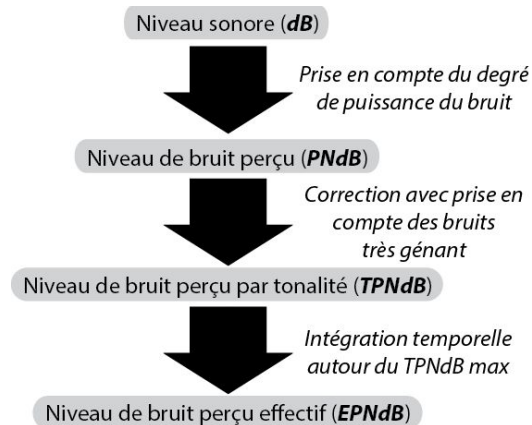 Niveau sonore (dB)
Prise en compte du degré
de puissance du bruit
Niveau de bruit perçu (PNdB)
Correction avec prise en
compte des bruits
très génant
Niveau de bruit perçu par tonalité (TPNdB)
Intégration temporelle
autour du TPNdB max
Niveau de bruit perçu effectif (EPNdB)